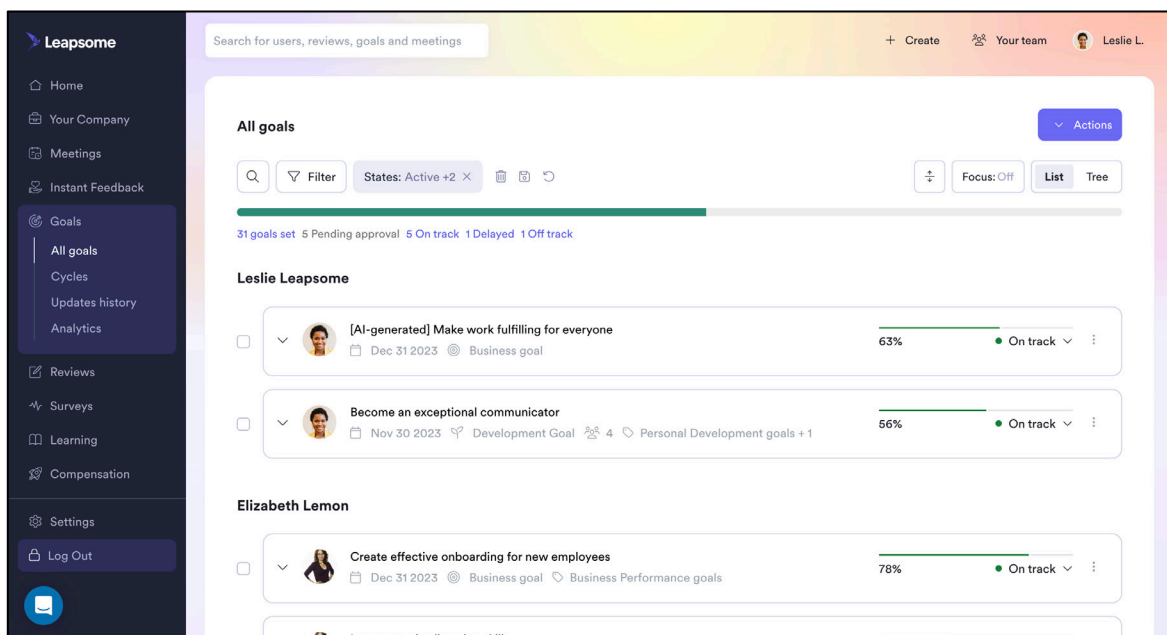 Leapsome
Search for users, reviews, goals and meetings
+ Create
Your team
Leslie L.
Home
Your Company
Meetings
Instant Feedback
Goals
All goals
Cycles
Updates history
Analytics
Reviews
Surveys
Learning
Compensation
Settings
Log Out
All goals
Actions
Filter
States: Active +2 ×
Focus: Off
List
Tree
31 goals set 5 Pending approval 5 On track 1 Delayed 1 Off track
Leslie Leapsome
[AI-generated] Make work fulfilling for everyone
Dec 31 2023 Business goal
63%
On track
Become an exceptional communicator
Nov 30 2023 Development Goal 4 Personal Development goals + 1
56%
On track
Elizabeth Lemon
Create effective onboarding for new employees
Dec 31 2023 Business goal Business Performance goals
78%
On track